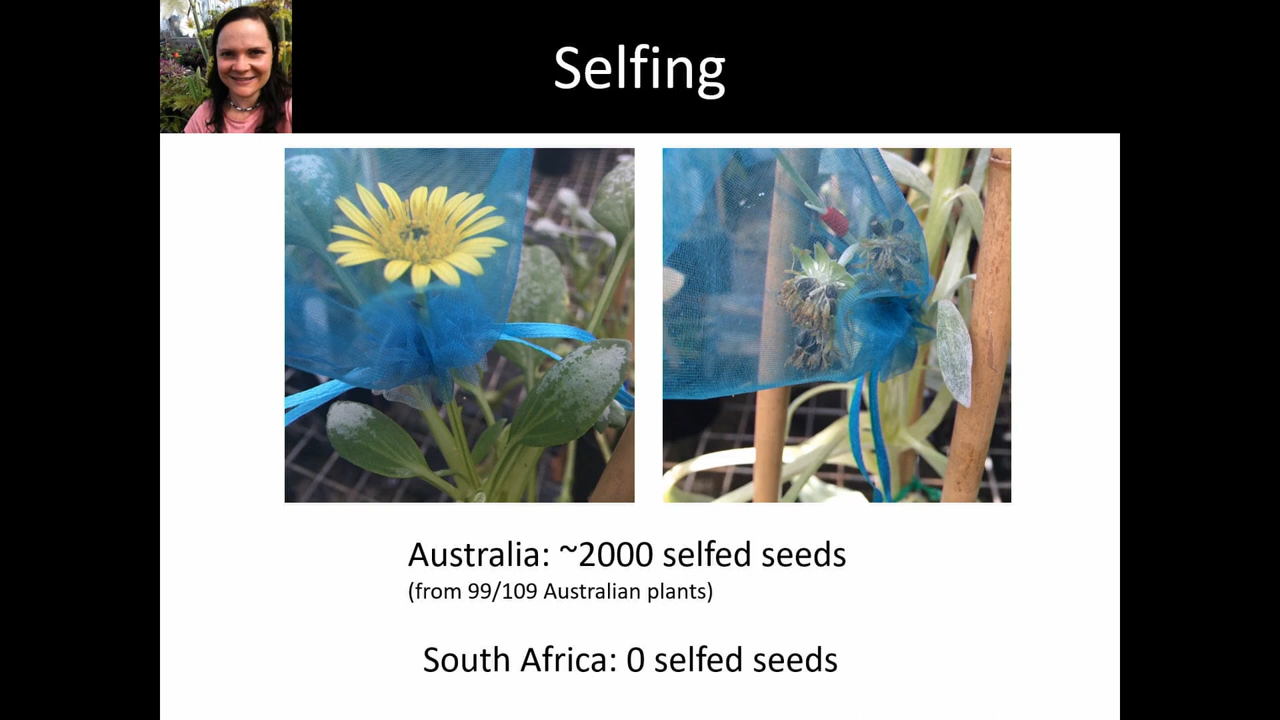 Selfing
Australia: ~2000 selfed seeds
(from 99/109 Australian plants)
South Africa: 0 selfed seeds